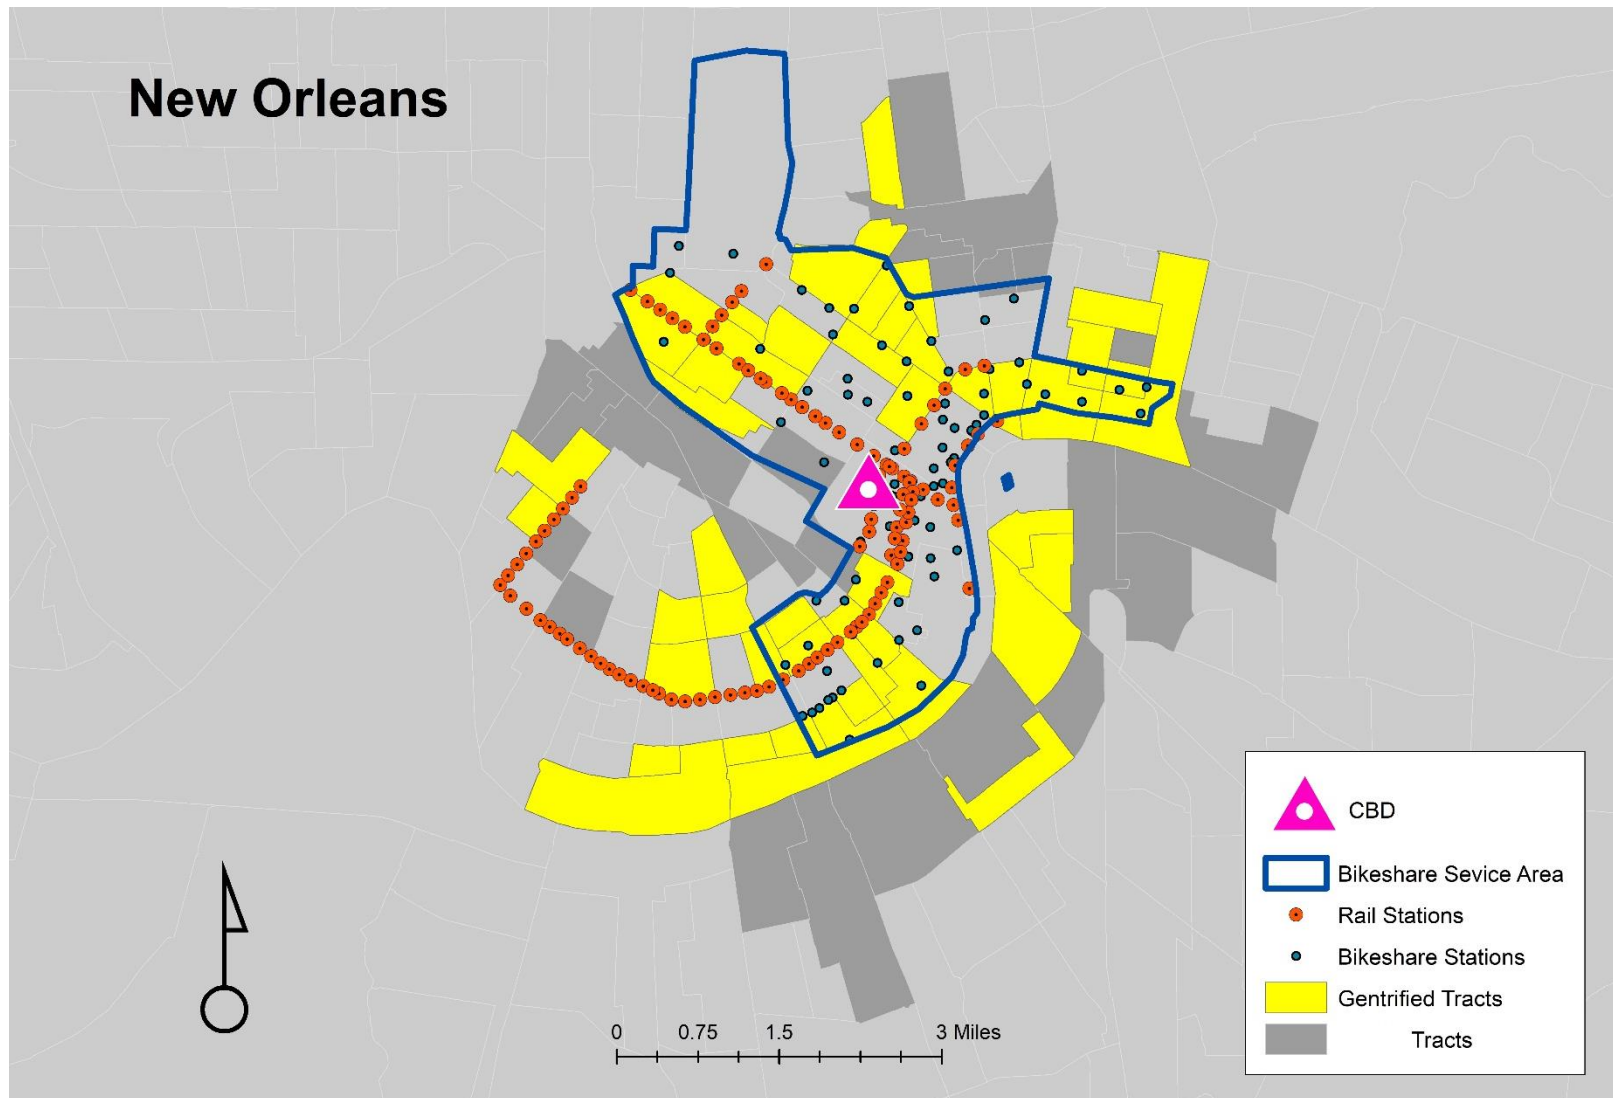 New Orleans
CBD
Bikeshare Sevice Area
Rail Stations
Bikeshare Stations
Gentrified Tracts
Tracts
0 0.75 1.5 3 Miles